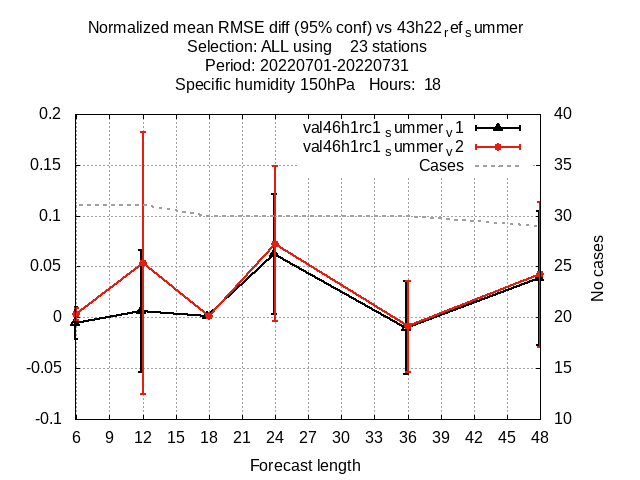 Normalized mean RMSE diff (95% conf) vs 43h22refsummer
Selection: ALL using 23 stations
Period: 20220701-20220731
Specific humidity 150hPa Hours: 18
val46h1rc1summerv1
val46h1rc1summerv2
Cases
0.2
0.15
0.1
0.05
0
-0.05
-0.1
40
35
30
25
20
15
10
No cases
6 9 12 15 18 21 24 27 30 33 36 39 42 45 48
Forecast length